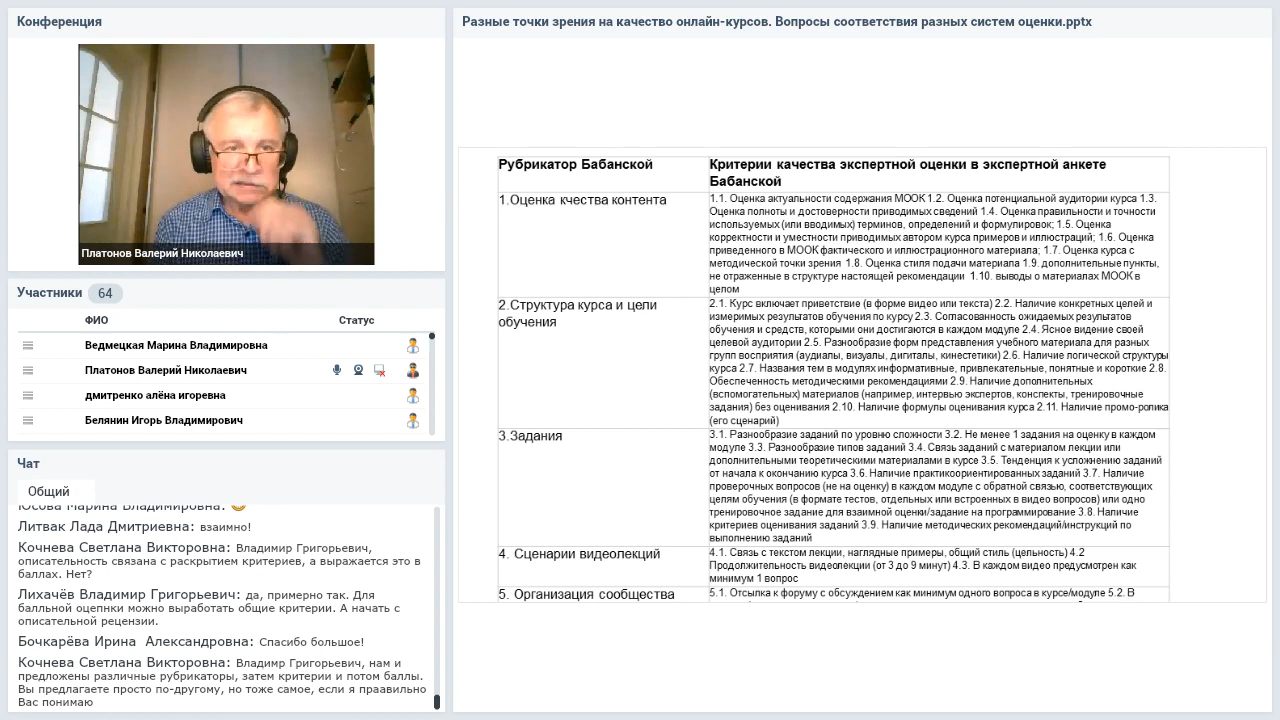 Конференция
Платонов Валерий Николаевич
Участники 64
ФИО Статус
Ведмецкая Марина Владимировна
Платонов Валерий Николаевич
дмитренко алёна игоревна
Белянин Игорь Владимирович
Чат
Общий
Юсова Марина Владимировна:
Литвак Лада Дмитриевна: взаимно!
Кочнева Светлана Викторовна: Владимир Григорьевич,
описательность связана с раскрытием критериев, а выражается это в
баллах. Нет?
Лихачёв Владимир Григорьевич: да, примерно так. Для
балльной оцепнки можно выработать общие критерии. А начать с
описательной рецензии.
Бочкарёва Ирина Александровна: Спасибо большое!
Кочнева Светлана Викторовна: Владимр Григорьевич, нам и
предложены различные рубрикаторы, затем критерии и потом баллы.
Вы предлагаете просто по-другому, но тоже самое, если я праавильно
Вас понимаю
Разные точки зрения на качество онлайн-курсов. Вопросы соответствия разных систем оценки.pptx
Рубрикатор Бабанской
Критерии качества экспертной оценки в экспертной анкете
Бабанской
1.Оценка кчества контента
1.1. Оценка актуальности содержания МООК 1.2. Оценка потенциальной аудитории курса 1.3.
Оценка полноты и достоверности приводимых сведений 1.4. Оценка правильности и точности
используемых (или вводимых) терминов, определений и формулировок; 1.5. Оценка
корректности и уместности приводимых автором курса примеров и иллюстраций; 1.6. Оценка
приведенного в МООК фактического и иллюстрационного материала; 1.7. Оценка курса с
методической точки зрения 1.8. Оценка стиля подачи материала 1.9. дополнительные пункты,
не отраженные в структуре настоящей рекомендации 1.10. выводы о материалах МООК в
целом
2.Структура курса и цели
обучения
2.1. Курс включает приветствие (в форме видео или текста) 2.2. Наличие конкретных целей и
измеримых результатов обучения по курсу 2.3. Согласованность ожидаемых результатов
обучения и средств, которыми они достигаются в каждом модуле 2.4. Ясное видение своей
целевой аудитории 2.5. Разнообразие форм представления учебного материала для разных
групп восприятия (аудиалы, визуалы, дигиталы, кинестетики) 2.6. Наличие логической структуры
курса 2.7. Названия тем в модулях информативные, привлекательные, понятные и короткие 2.8.
Обеспеченность методическими рекомендациями 2.9. Наличие дополнительных
(вспомогательных) материалов (например, интервью экспертов, конспекты, тренировочные
задания) без оценивания 2.10. Наличие формулы оценивания курса 2.11. Наличие промо-ролика
(его сценарий)
3.Задания
3.1. Разнообразие заданий по уровню сложности 3.2. Не менее 1 задания на оценку в каждом
модуле 3.3. Разнообразие типов заданий 3.4. Связь заданий с материалом лекции или
дополнительными теоретическими материалами в курсе 3.5. Тенденция к усложнению заданий
от начала к окончанию курса 3.6. Наличие практикоориентированных заданий 3.7. Наличие
проверочных вопросов (не на оценку) в каждом модуле с обратной связью, соответствующих
целям обучения (в формате тестов, отдельных или встроенных в видео вопросов) или одно
тренировочное задание для взаимной оценки/задание на программирование 3.8. Наличие
критериев оценивания заданий 3.9. Наличие методических рекомендаций/инструкций по
выполнению заданий
4. Сценарии видеолекций
4.1. Связь с текстом лекции, наглядные примеры, общий стиль (цельность) 4.2
Продолжительность видеолекции (от 3 до 9 минут) 4.3. В каждом видео предусмотрен как
минимум 1 вопрос
5. Организация сообщества
5.1. Отсылка к форуму с обсуждением как минимум одного вопроса в курсе/модуле 5.2. В